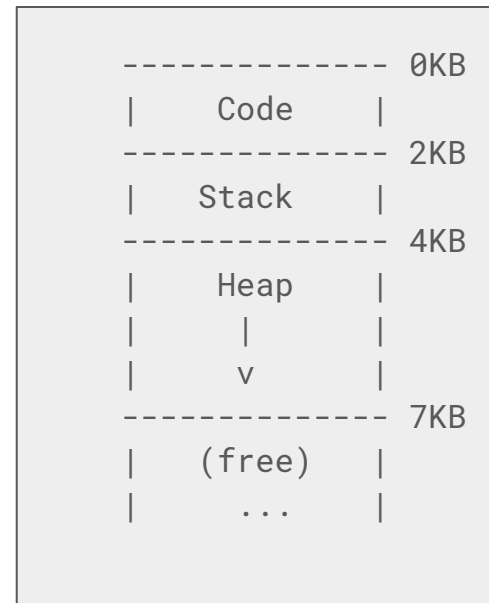 -------------- 0KB
|    Code    |
-------------- 2KB
|   Stack    |
-------------- 4KB
|    Heap    |
|     |      |
|     v      |
-------------- 7KB
|   (free)   |
|     ...    |